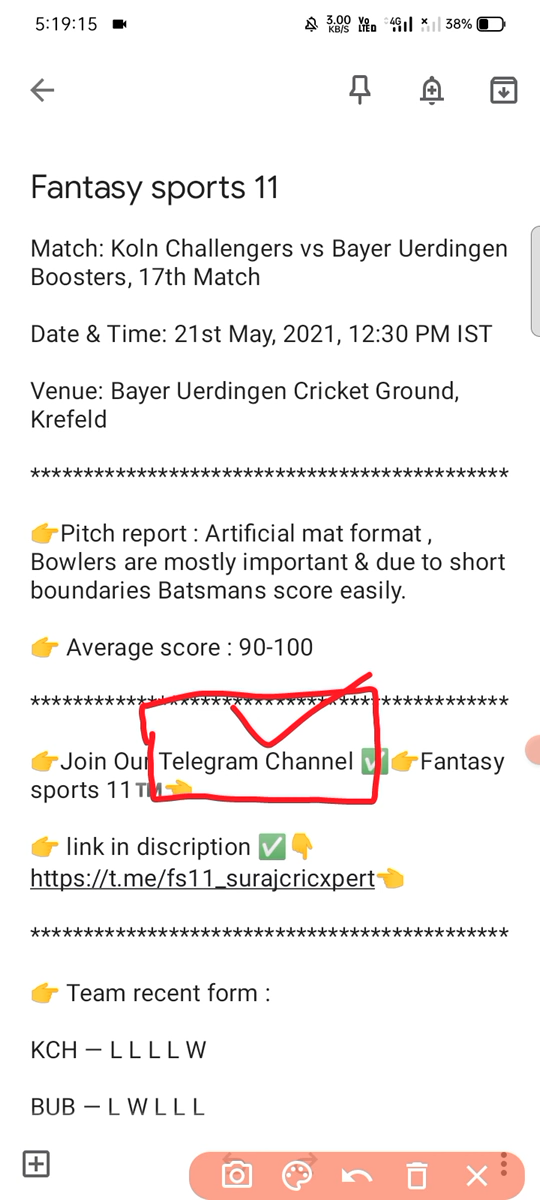 5:19:15
3.00 KB/S Vo LTED 4G x 38%
Fantasy sports 11
Match: Koln Challengers vs Bayer Uerdingen
Boosters, 17th Match
Date & Time: 21st May, 2021, 12:30 PM IST
Venue: Bayer Uerdingen Cricket Ground,
Krefeld
*********************************************
👉Pitch report : Artificial mat format ,
Bowlers are mostly important & due to short
boundaries Batsmans score easily.
👉 Average score : 90-100
*********************************************
👉Join Our Telegram Channel ✅👉Fantasy
sports 11™👈
👉 link in discription ✅👇
https://t.me/fs11_surajcricxpert👈
*********************************************
👉 Team recent form :
KCH — L L L L W
BUB — L W L L L